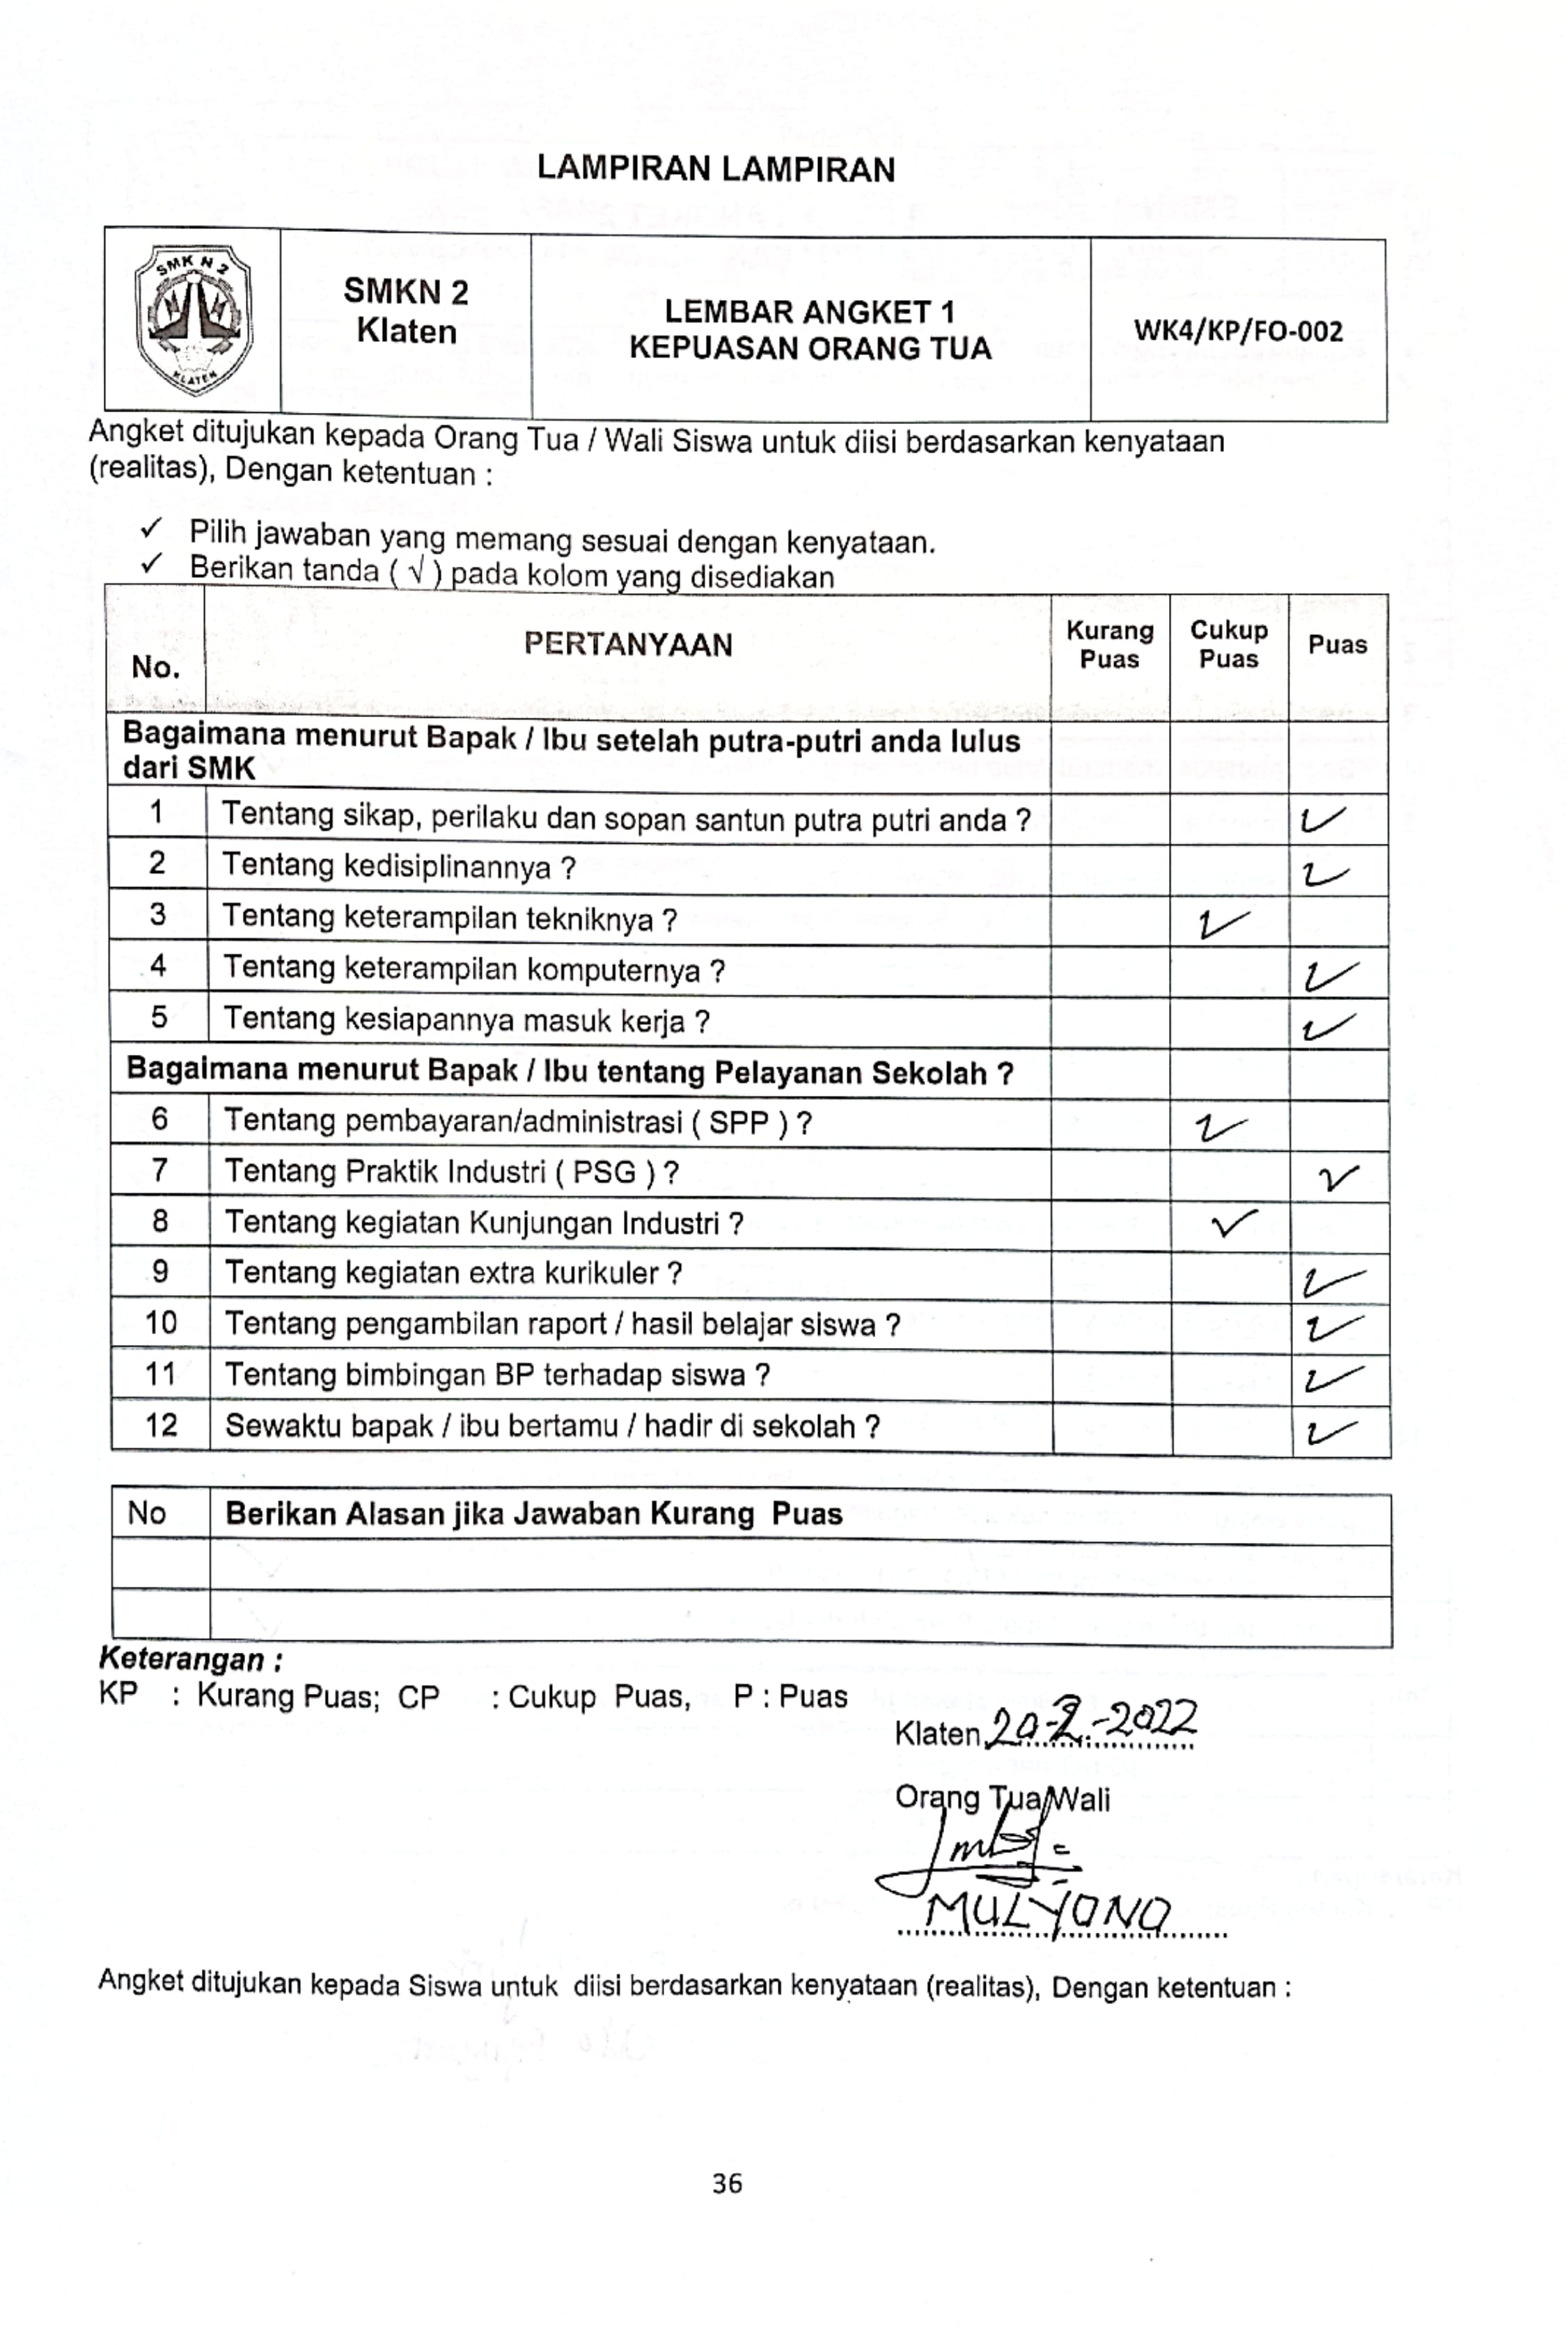 LAMPIRAN LAMPIRAN
SMK N 2
KLATEN
SMKN 2
Klaten
LEMBAR ANGKET 1
KEPUASAN ORANG TUA
WK4/KP/FO-002
Angket ditujukan kepada Orang Tua / Wali Siswa untuk diisi berdasarkan kenyataan
(realitas), Dengan ketentuan :
✓ Pilih jawaban yang memang sesuai dengan kenyataan.
✓ Berikan tanda ( √ ) pada kolom yang disediakan
No. PERTANYAAN Kurang Puas Cukup Puas Puas
Bagaimana menurut Bapak / Ibu setelah putra-putri anda lulus
dari SMK
1 Tentang sikap, perilaku dan sopan santun putra putri anda ? ✓
2 Tentang kedisiplinannya ? ✓
3 Tentang keterampilan tekniknya ? ✓
4 Tentang keterampilan komputernya ? ✓
5 Tentang kesiapannya masuk kerja ? ✓
Bagaimana menurut Bapak / Ibu tentang Pelayanan Sekolah ?
6 Tentang pembayaran/administrasi ( SPP ) ? ✓
7 Tentang Praktik Industri ( PSG ) ? ✓
8 Tentang kegiatan Kunjungan Industri ? ✓
9 Tentang kegiatan extra kurikuler ? ✓
10 Tentang pengambilan raport / hasil belajar siswa ? ✓
11 Tentang bimbingan BP terhadap siswa ? ✓
12 Sewaktu bapak / ibu bertamu / hadir di sekolah ? ✓
No Berikan Alasan jika Jawaban Kurang Puas
Keterangan :
KP : Kurang Puas; CP : Cukup Puas, P : Puas
Klaten, 20-2-2022
Orang Tua/Wali
MULYONO
Angket ditujukan kepada Siswa untuk diisi berdasarkan kenyataan (realitas), Dengan ketentuan :
36